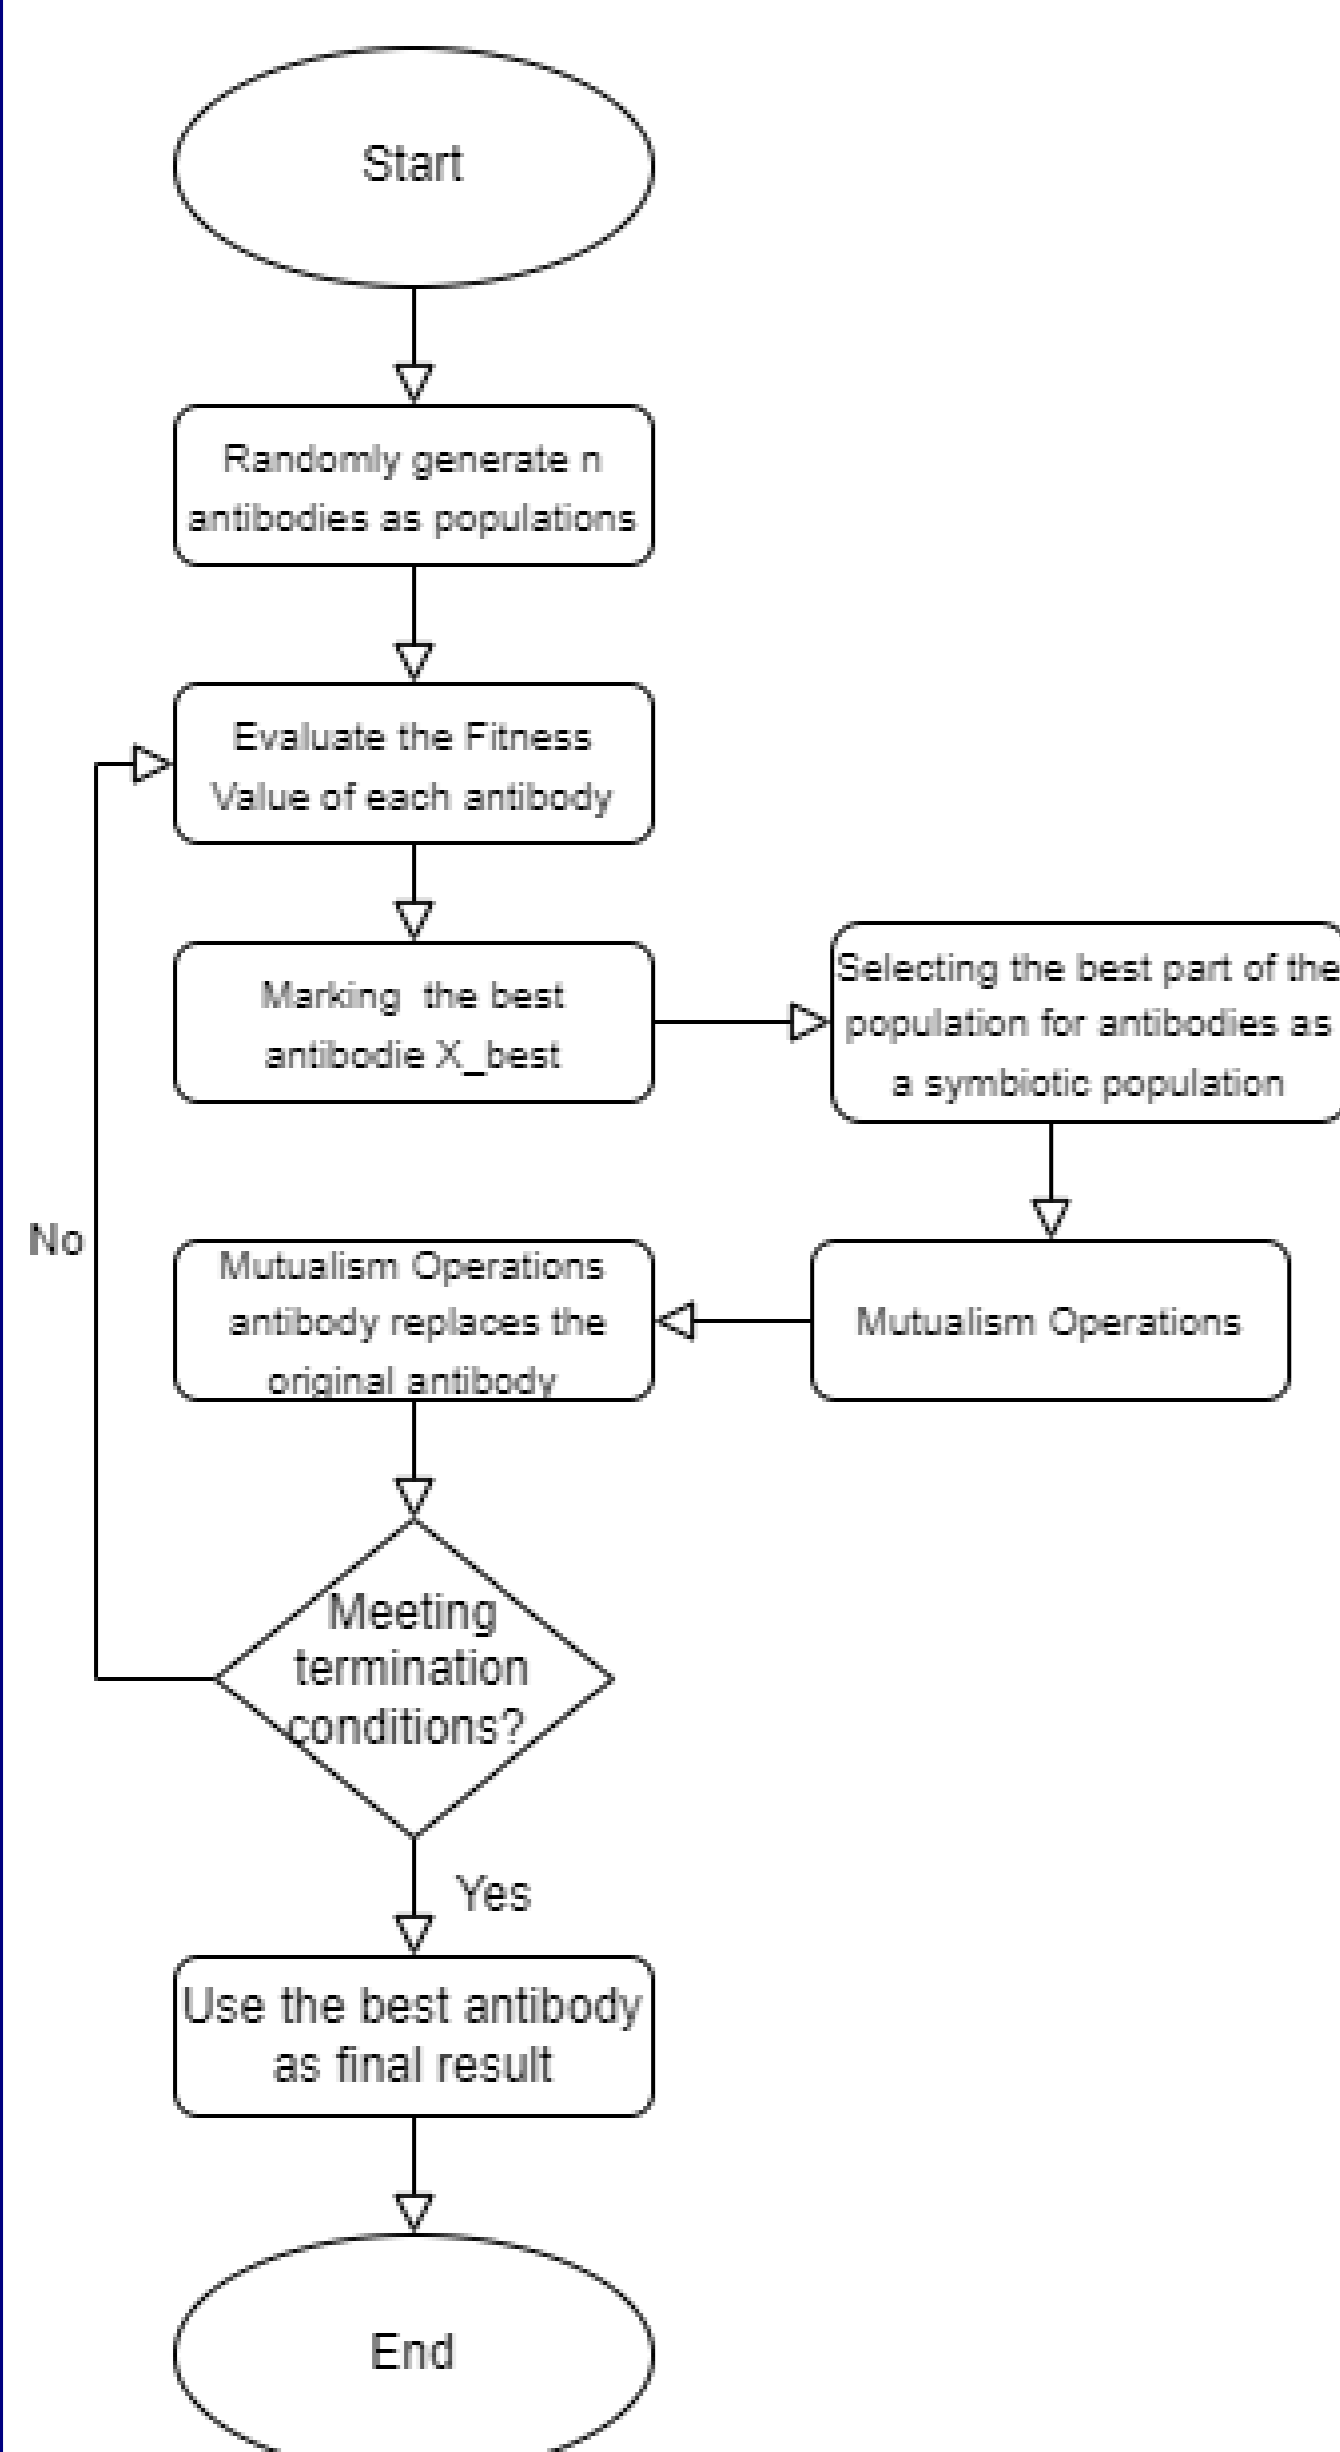 Start
Randomly generate n
antibodies as populations
Evaluate the Fitness
Value of each antibody
Marking  the best
antibodie X_best
Selecting the best part of the
population for antibodies as
a symbiotic population
No
Mutualism Operations
antibody replaces the
original antibody
Mutualism Operations
Meeting
termination
conditions?
Yes
Use the best antibody
as final result
End